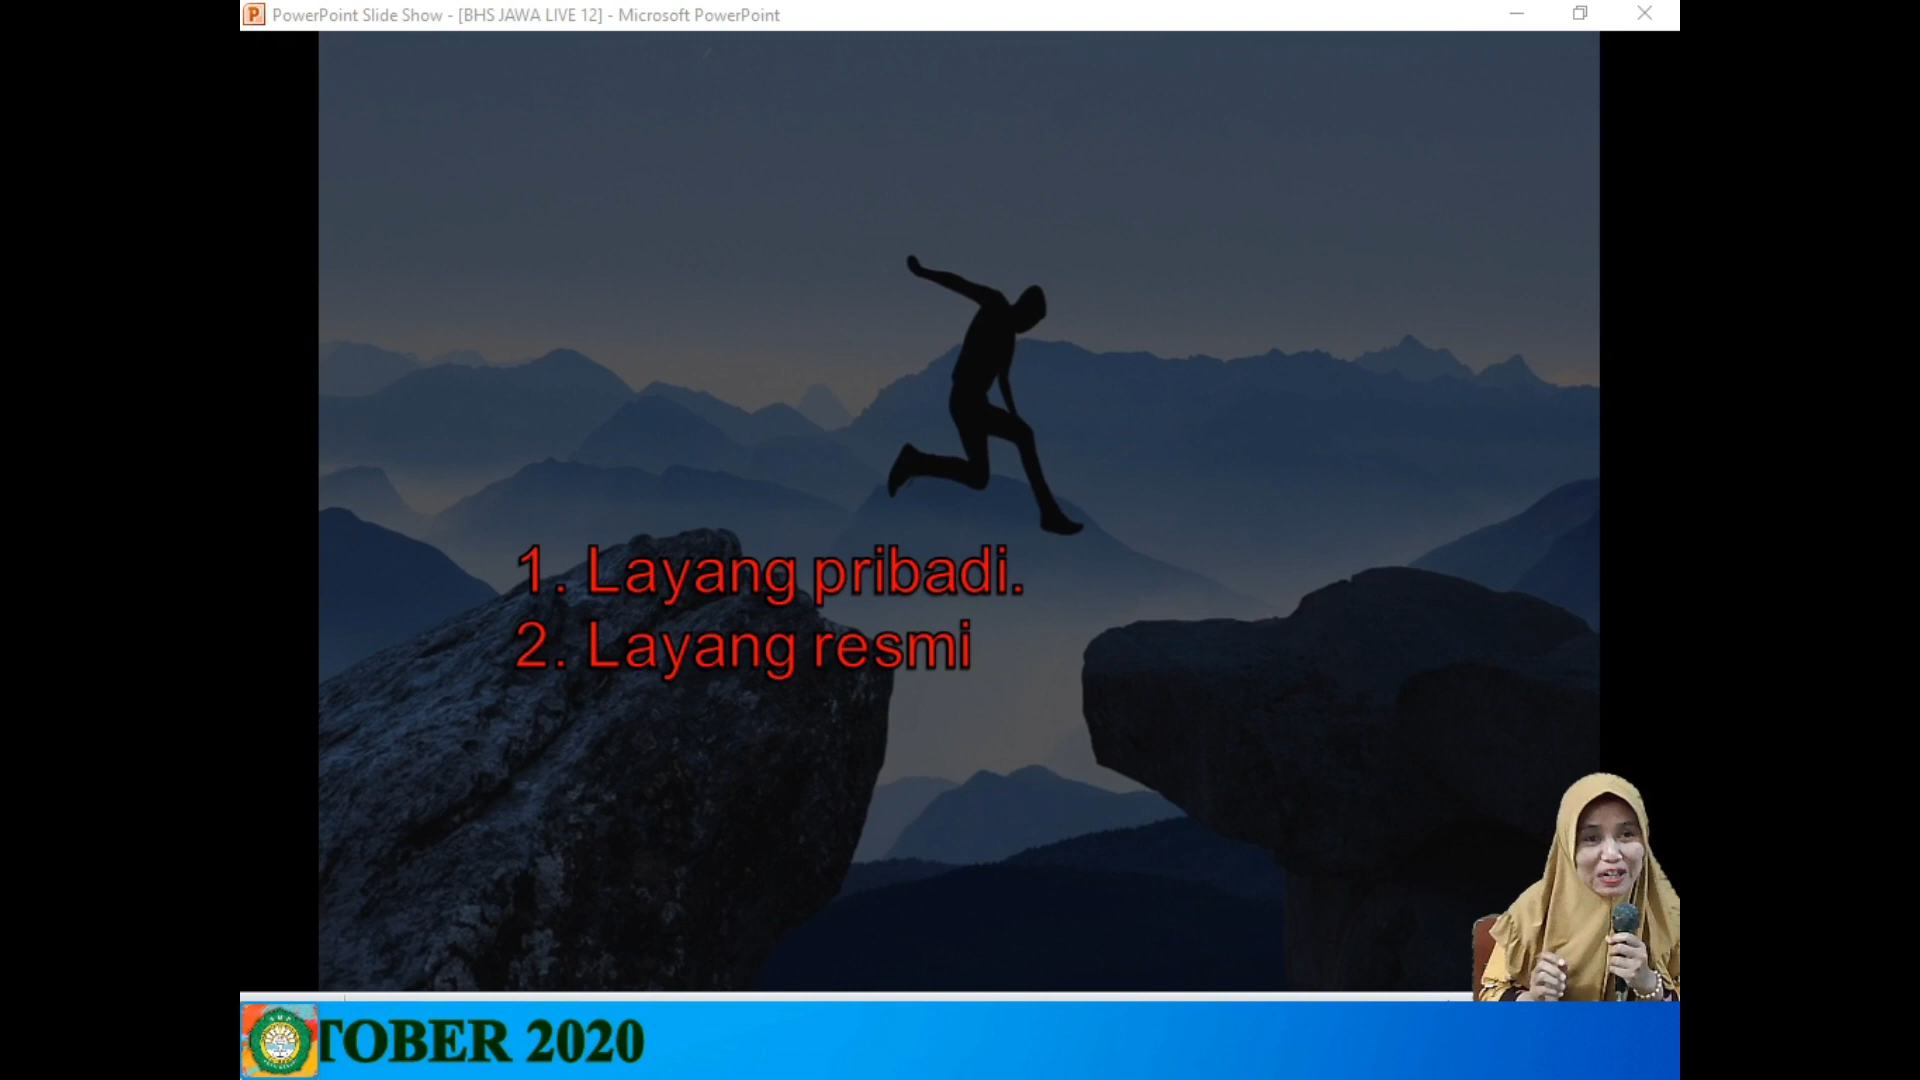 PowerPoint Slide Show - [BHS JAWA LIVE 12] - Microsoft PowerPoint
1. Layang pribadi.
2. Layang resmi
TOBER 2020